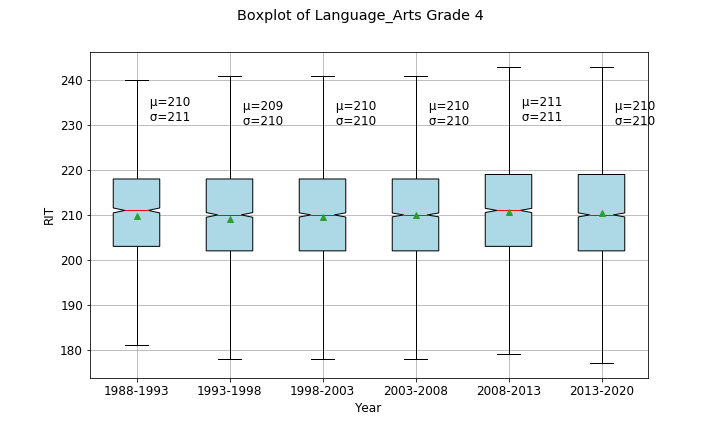 Boxplot of Language_Arts Grade 4
240
230
220
210
200
190
180
RIT
μ=210
σ=211
μ=209
σ=210
μ=210
σ=210
μ=210
σ=210
μ=211
σ=211
μ=210
σ=210
1988-1993
1993-1998
1998-2003
2003-2008
2008-2013
2013-2020
Year